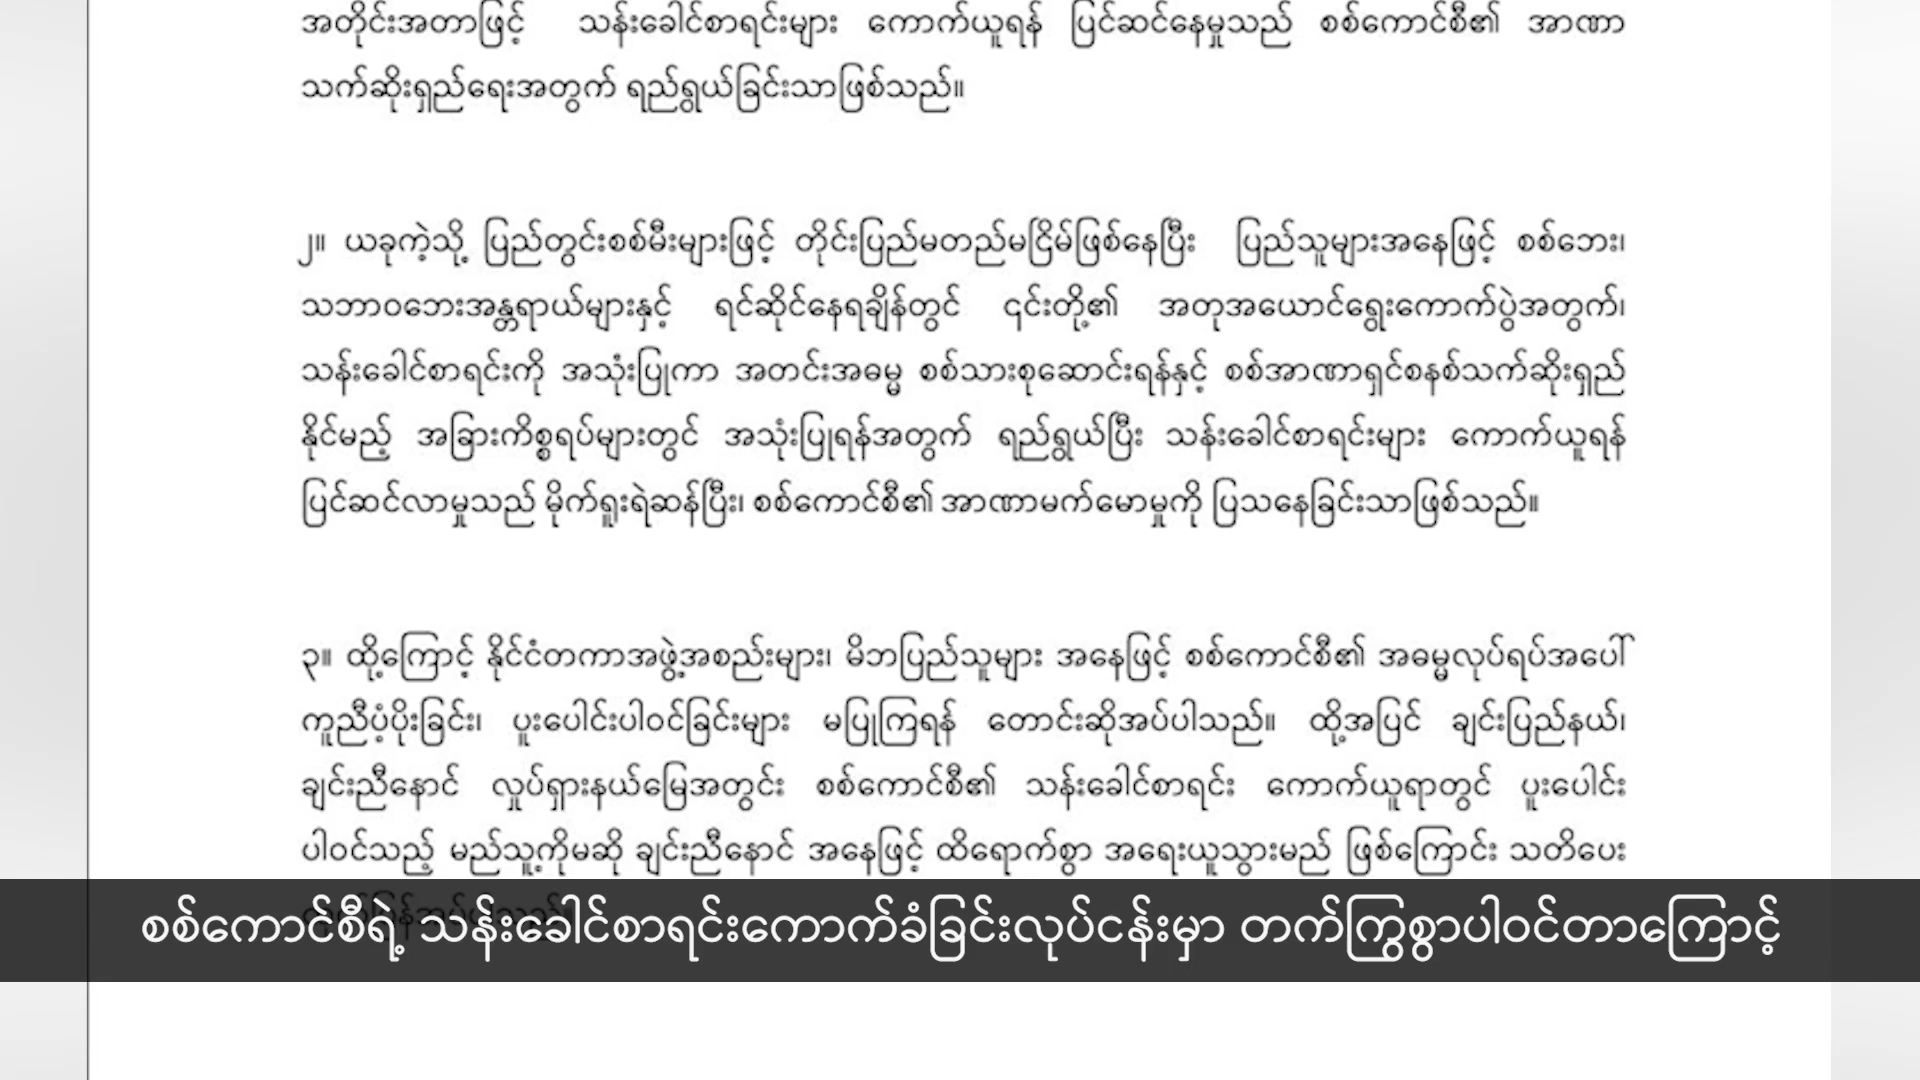 အတိုင်းအတာဖြင့် သန်းခေါင်စာရင်းများ ကောက်ယူရန် ပြင်ဆင်နေမှုသည် စစ်ကောင်စီ၏ အာဏာ
သက်ဆိုးရှည်ရေးအတွက် ရည်ရွယ်ခြင်းသာဖြစ်သည်။
၂။ ယခုကဲ့သို့ ပြည်တွင်းစစ်မီးများဖြင့် တိုင်းပြည်မတည်မငြိမ်ဖြစ်နေပြီး ပြည်သူများအနေဖြင့် စစ်ဘေး၊
သဘာဝဘေးအန္တရာယ်များနှင့် ရင်ဆိုင်နေရချိန်တွင် ၎င်းတို့၏ အတုအယောင်ရွေးကောက်ပွဲအတွက်၊
သန်းခေါင်စာရင်းကို အသုံးပြုကာ အတင်းအဓမ္မ စစ်သားစုဆောင်းရန်နှင့် စစ်အာဏာရှင်စနစ်သက်ဆိုးရှည်
နိုင်မည့် အခြားကိစ္စရပ်များတွင် အသုံးပြုရန်အတွက် ရည်ရွယ်ပြီး သန်းခေါင်စာရင်းများ ကောက်ယူရန်
ပြင်ဆင်လာမှုသည် မိုက်ရူးရဲဆန်ပြီး၊ စစ်ကောင်စီ၏ အာဏာမက်မောမှုကို ပြသနေခြင်းသာဖြစ်သည်။
၃။ ထို့ကြောင့် နိုင်ငံတကာအဖွဲ့အစည်းများ၊ မိဘပြည်သူများ အနေဖြင့် စစ်ကောင်စီ၏ အဓမ္မလုပ်ရပ်အပေါ်
ကူညီပံ့ပိုးခြင်း၊ ပူးပေါင်းပါဝင်ခြင်းများ မပြုကြရန် တောင်းဆိုအပ်ပါသည်။ ထို့အပြင် ချင်းပြည်နယ်၊
ချင်းညီနောင် လှုပ်ရှားနယ်မြေအတွင်း စစ်ကောင်စီ၏ သန်းခေါင်စာရင်း ကောက်ယူရာတွင် ပူးပေါင်း
ပါဝင်သည့် မည်သူ့ကိုမဆို ချင်းညီနောင် အနေဖြင့် ထိရောက်စွာ အရေးယူသွားမည် ဖြစ်ကြောင်း သတိပေး
စစ်ကောင်စီရဲ့ သန်းခေါင်စာရင်းကောက်ခံခြင်းလုပ်ငန်းမှာ တက်ကြွစွာပါဝင်တာကြောင့်